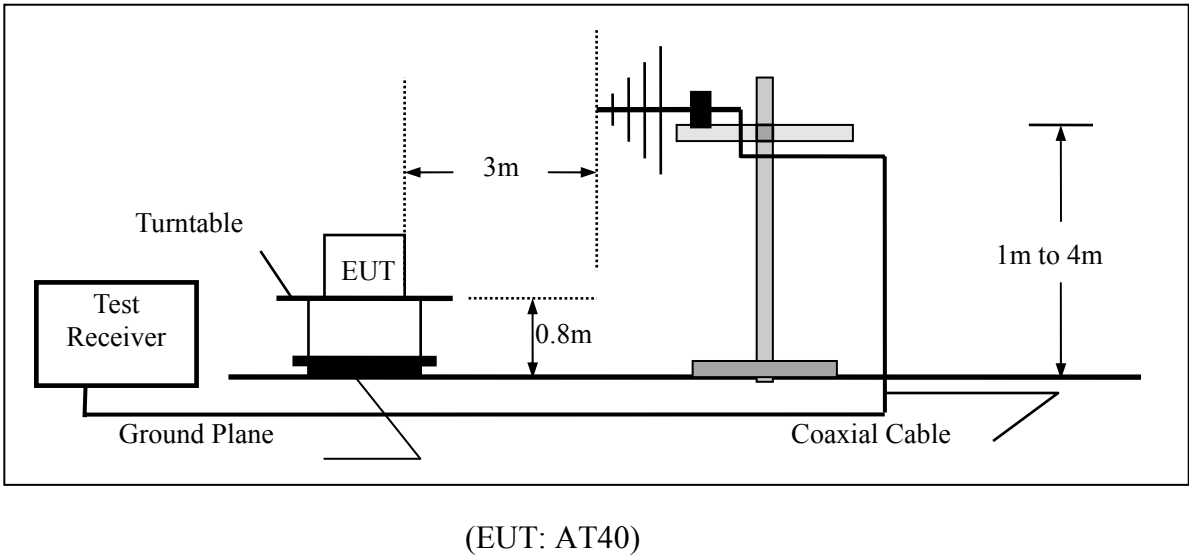 3m
Turntable
EUT
1m to 4m
Test
Receiver
0.8m
Ground Plane
Coaxial Cable
(EUT: AT40)